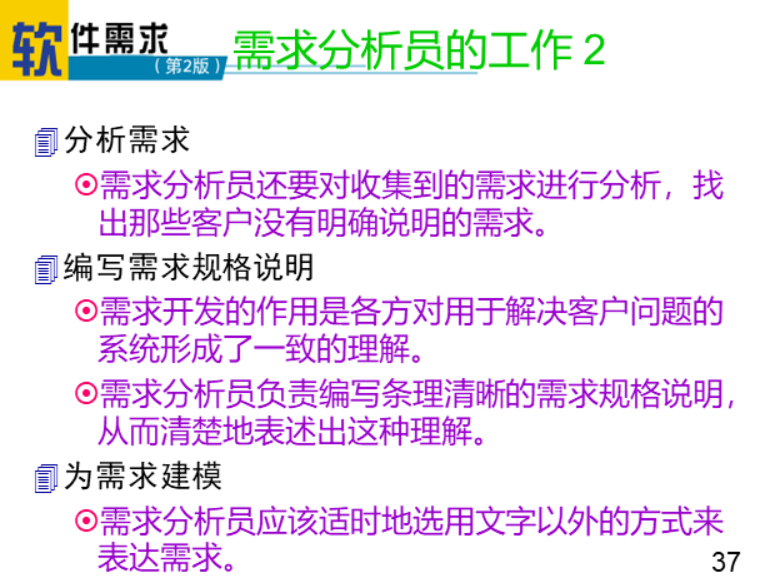 软件需求
（第2版）
需求分析员的工作 2
分析需求
需求分析员还要对收集到的需求进行分析，找
出那些客户没有明确说明的需求。
编写需求规格说明
需求开发的作用是各方对用于解决客户问题的
系统形成了一致的理解。
需求分析员负责编写条理清晰的需求规格说明，
从而清楚地表述出这种理解。
为需求建模
需求分析员应该适时地选用文字以外的方式来
表达需求。
37